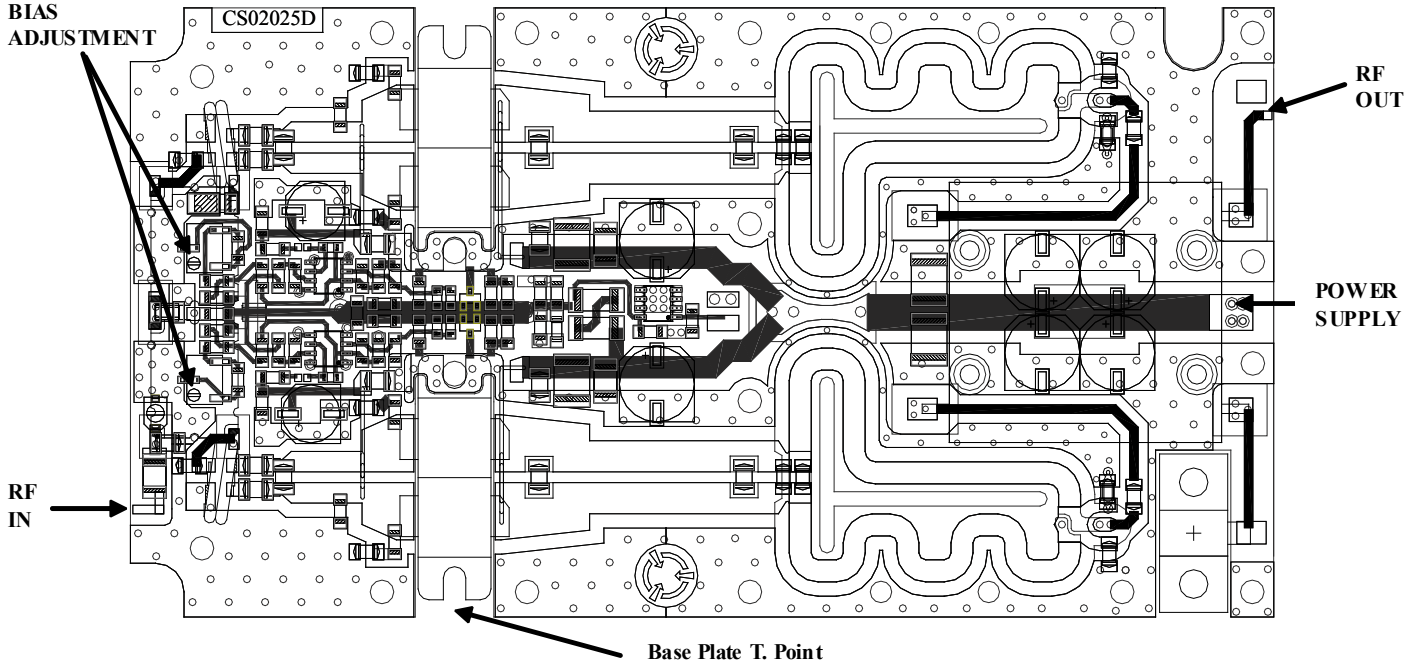 BIAS
ADJUSTMENT
CS02025D
RF
OUT
POWER
SUPPLY
RF
IN
Base Plate T. Point